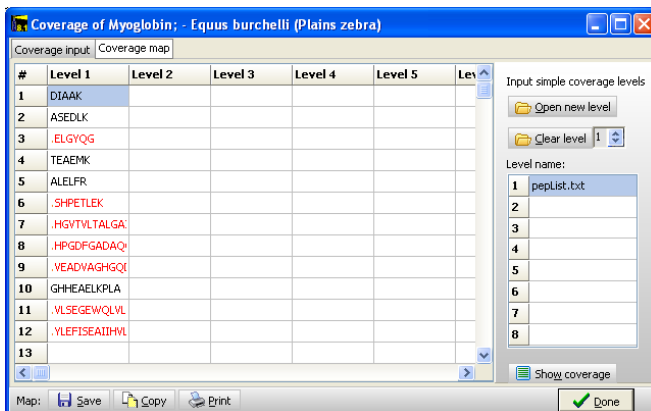 Coverage of Myoglobin; - Equus burchelli (Plains zebra)
Coverage input Coverage map
# Level 1 Level 2 Level 3 Level 4 Level 5 Lev
1 DIAAK
2 ASEDLK
3 .ELGYQG
4 TEAEMK
5 ALELFR
6 .SHPETLEK
7 .HGVTVLTALGA
8 .HPGDFGADAQ
9 .VEADVAGHGQ
10 GHHEAELKPLA
11 .VLSEGEWQLVL
12 .YLEFISEAIIHVL
13
Input simple coverage levels
Open new level
Clear level 1
Level name:
1 pepList.txt
2
3
4
5
6
7
8
Show coverage
Map: Save Copy Print
Done